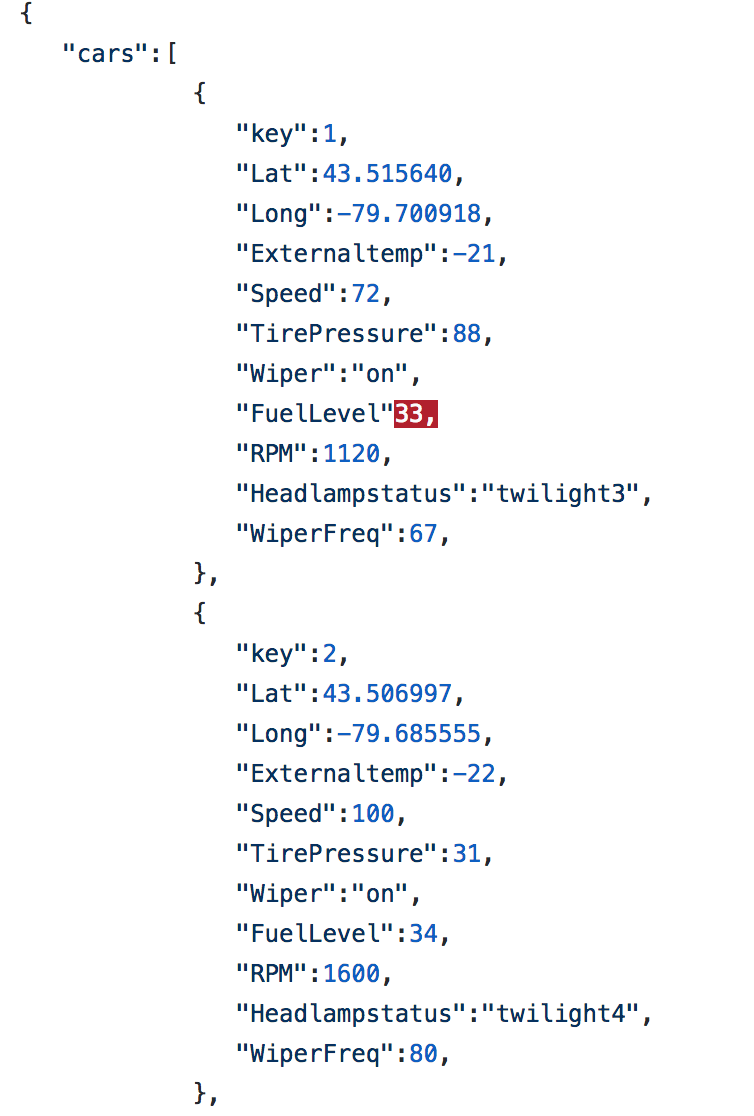 {
"cars":[
{
"key":1,
"Lat":43.515640,
"Long":-79.700918,
"Externaltemp":-21,
"Speed":72,
"TirePressure":88,
"Wiper":"on",
"FuelLevel"33,
"RPM":1120,
"Headlampstatus":"twilight3",
"WiperFreq":67,
},
{
"key":2,
"Lat":43.506997,
"Long":-79.685555,
"Externaltemp":-22,
"Speed":100,
"TirePressure":31,
"Wiper":"on",
"FuelLevel":34,
"RPM":1600,
"Headlampstatus":"twilight4",
"WiperFreq":80,
},